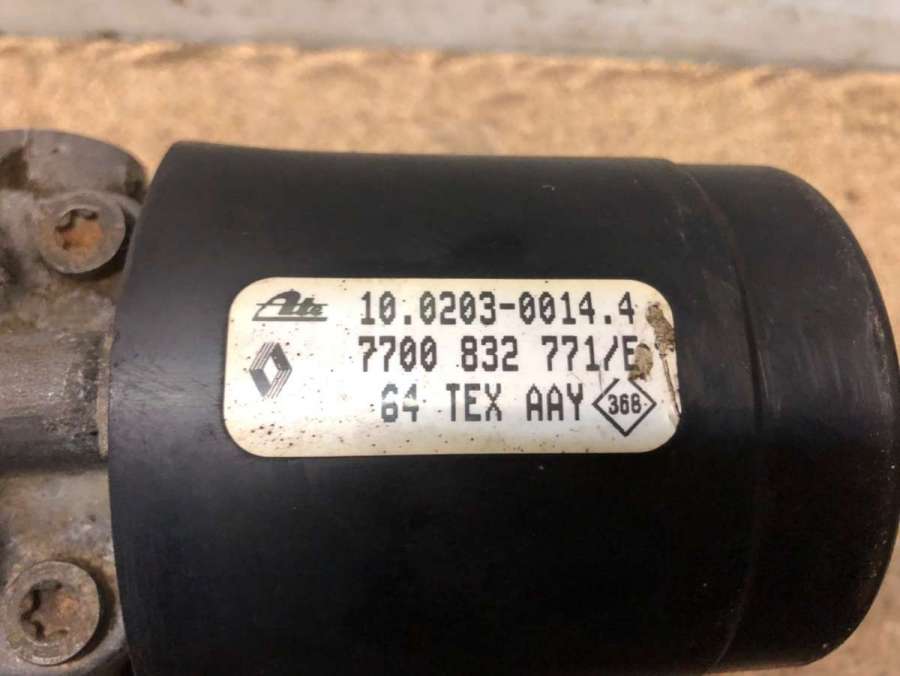 Ate 10.0203-0014.4
7700 832 771/E
64 TEX AAY 368